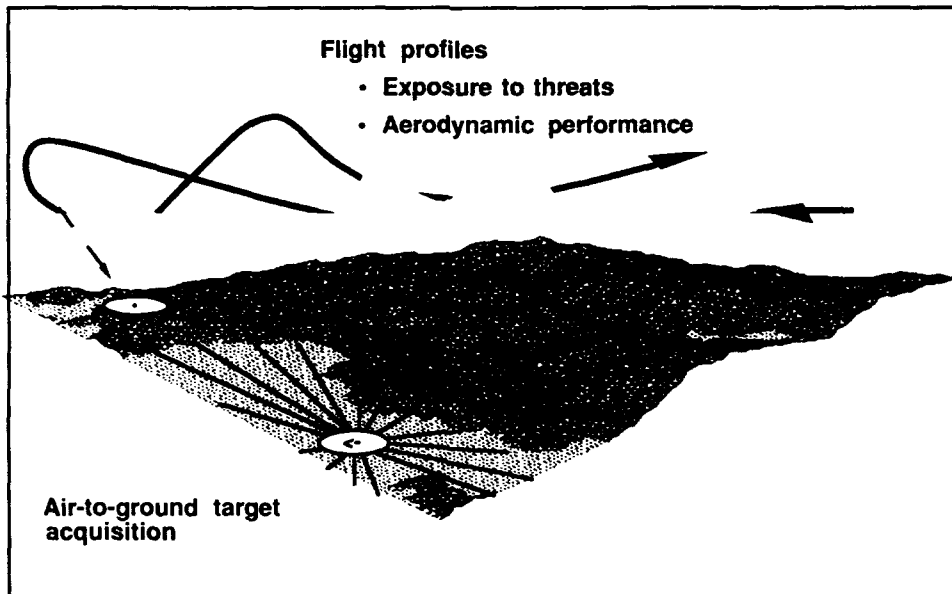 Flight profiles
• Exposure to threats
• Aerodynamic performance
Air-to-ground target
acquisition